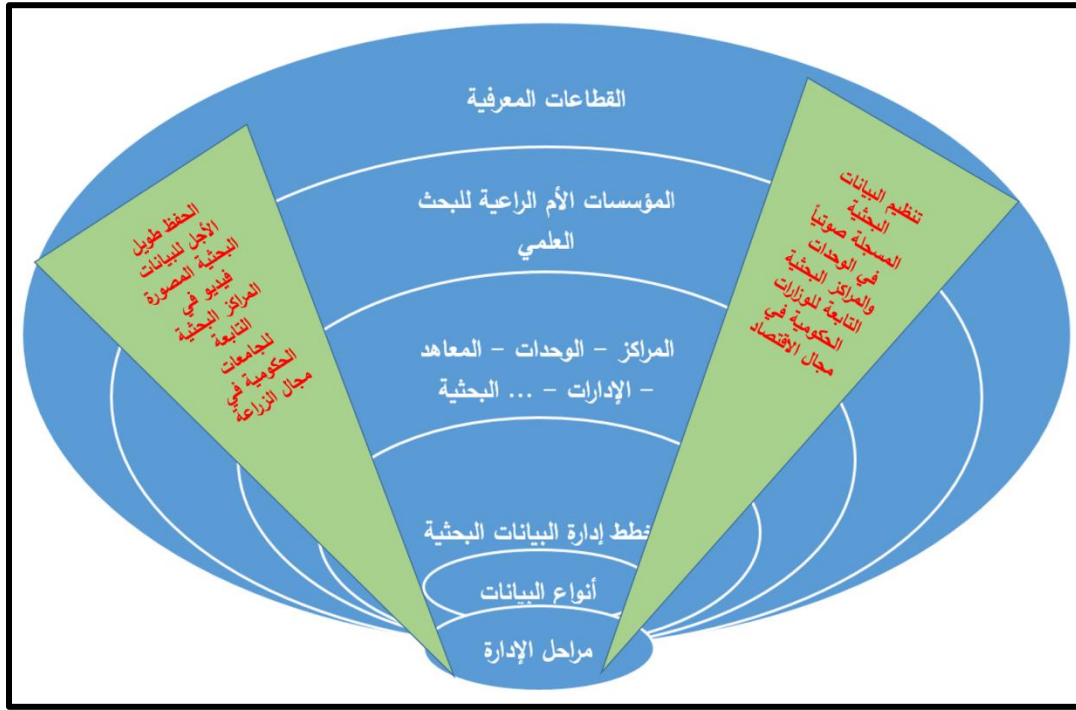 القطاعات المعرفية
المؤسسات الأم الراعية للبحث
العلمي
المراكز – الوحدات – المعاهد
– الإدارات – ... البحثية
خطط إدارة البيانات البحثية
أنواع البيانات
مراحل الإدارة
تنظيم البيانات
البحثية
المسجلة صوتياً
في الوحدات
والمراكز البحثية
التابعة للوزارات
الحكومية في
مجال الاقتصاد
الحفظ طويل
الأجل للبيانات
البحثية المصورة
فيديو في
المراكز البحثية
التابعة
للجامعات
الحكومية في
مجال الزراعة